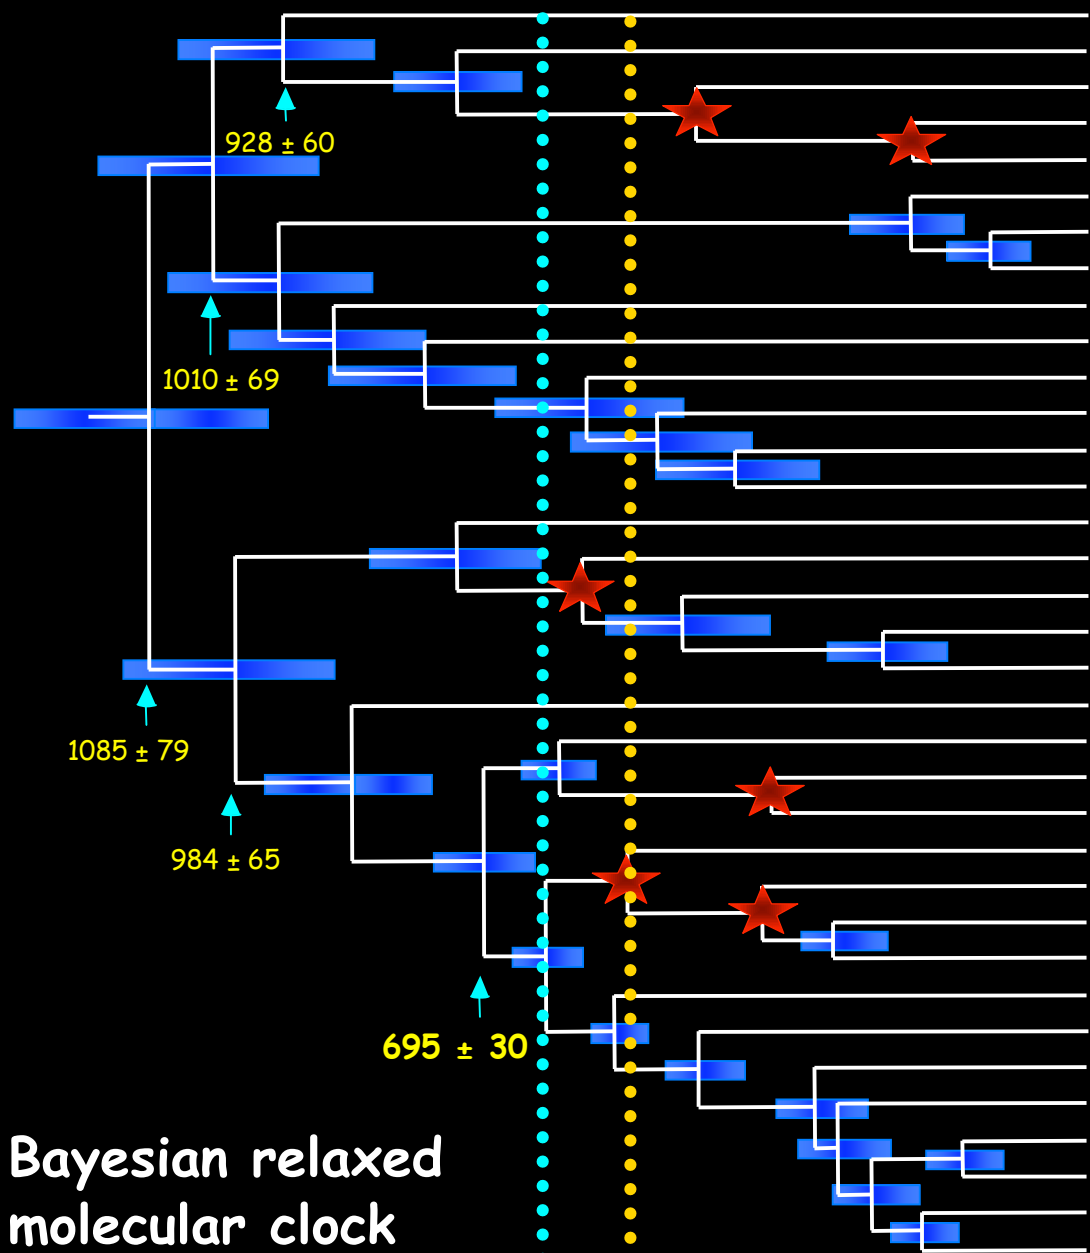 928 ± 60
1010 ± 69
1085 ± 79
984 ± 65
695 ± 30
Bayesian relaxed
molecular clock